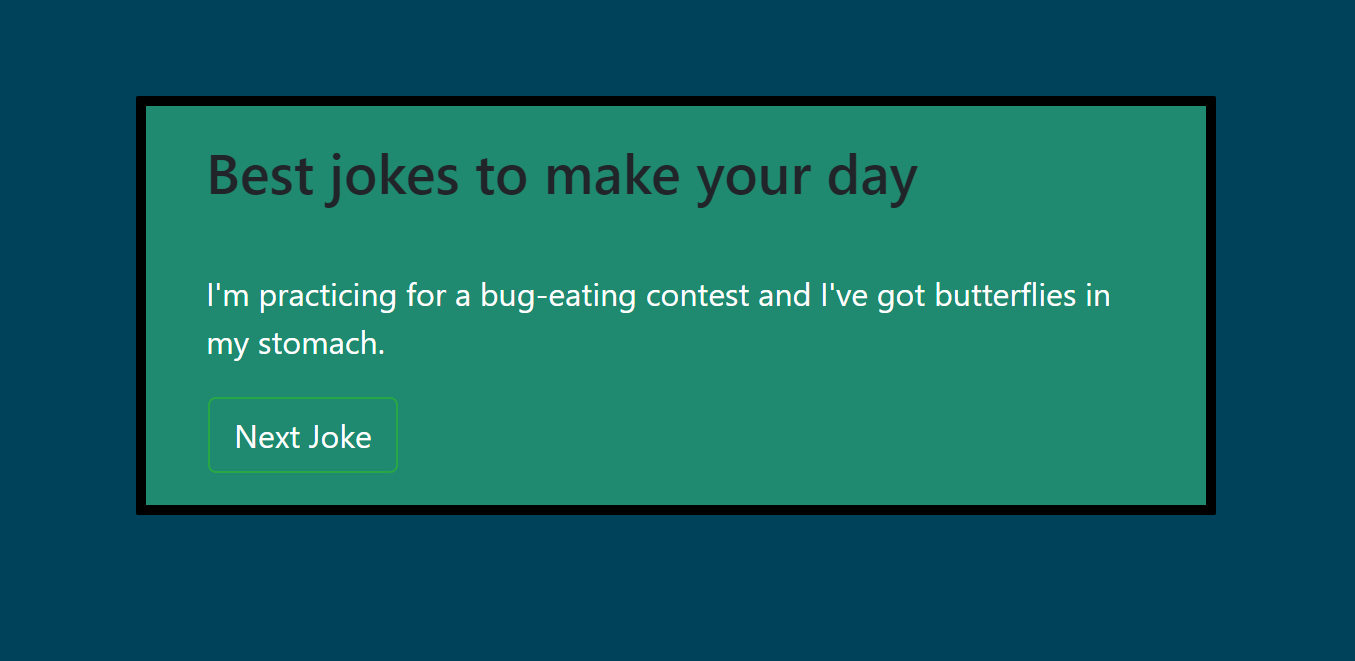 Best jokes to make your day
I'm practicing for a bug-eating contest and I've got butterflies in
my stomach.
Next Joke